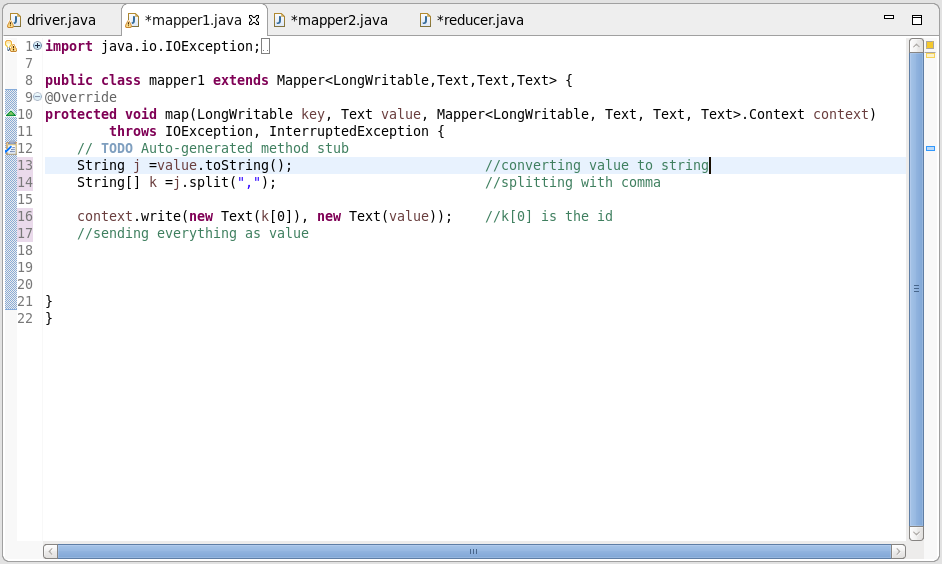 driver.java *mapper1.java *mapper2.java *reducer.java
1 import java.io.IOException;
7
8 public class mapper1 extends Mapper<LongWritable,Text,Text,Text> {
9 @Override
10 protected void map(LongWritable key, Text value, Mapper<LongWritable, Text, Text, Text>.Context context)
11 throws IOException, InterruptedException {
12 // TODO Auto-generated method stub
13 String j =value.toString(); //converting value to string
14 String[] k =j.split(","); //splitting with comma
15
16 context.write(new Text(k[0]), new Text(value)); //k[0] is the id
17 //sending everything as value
18
19
20
21 }
22 }